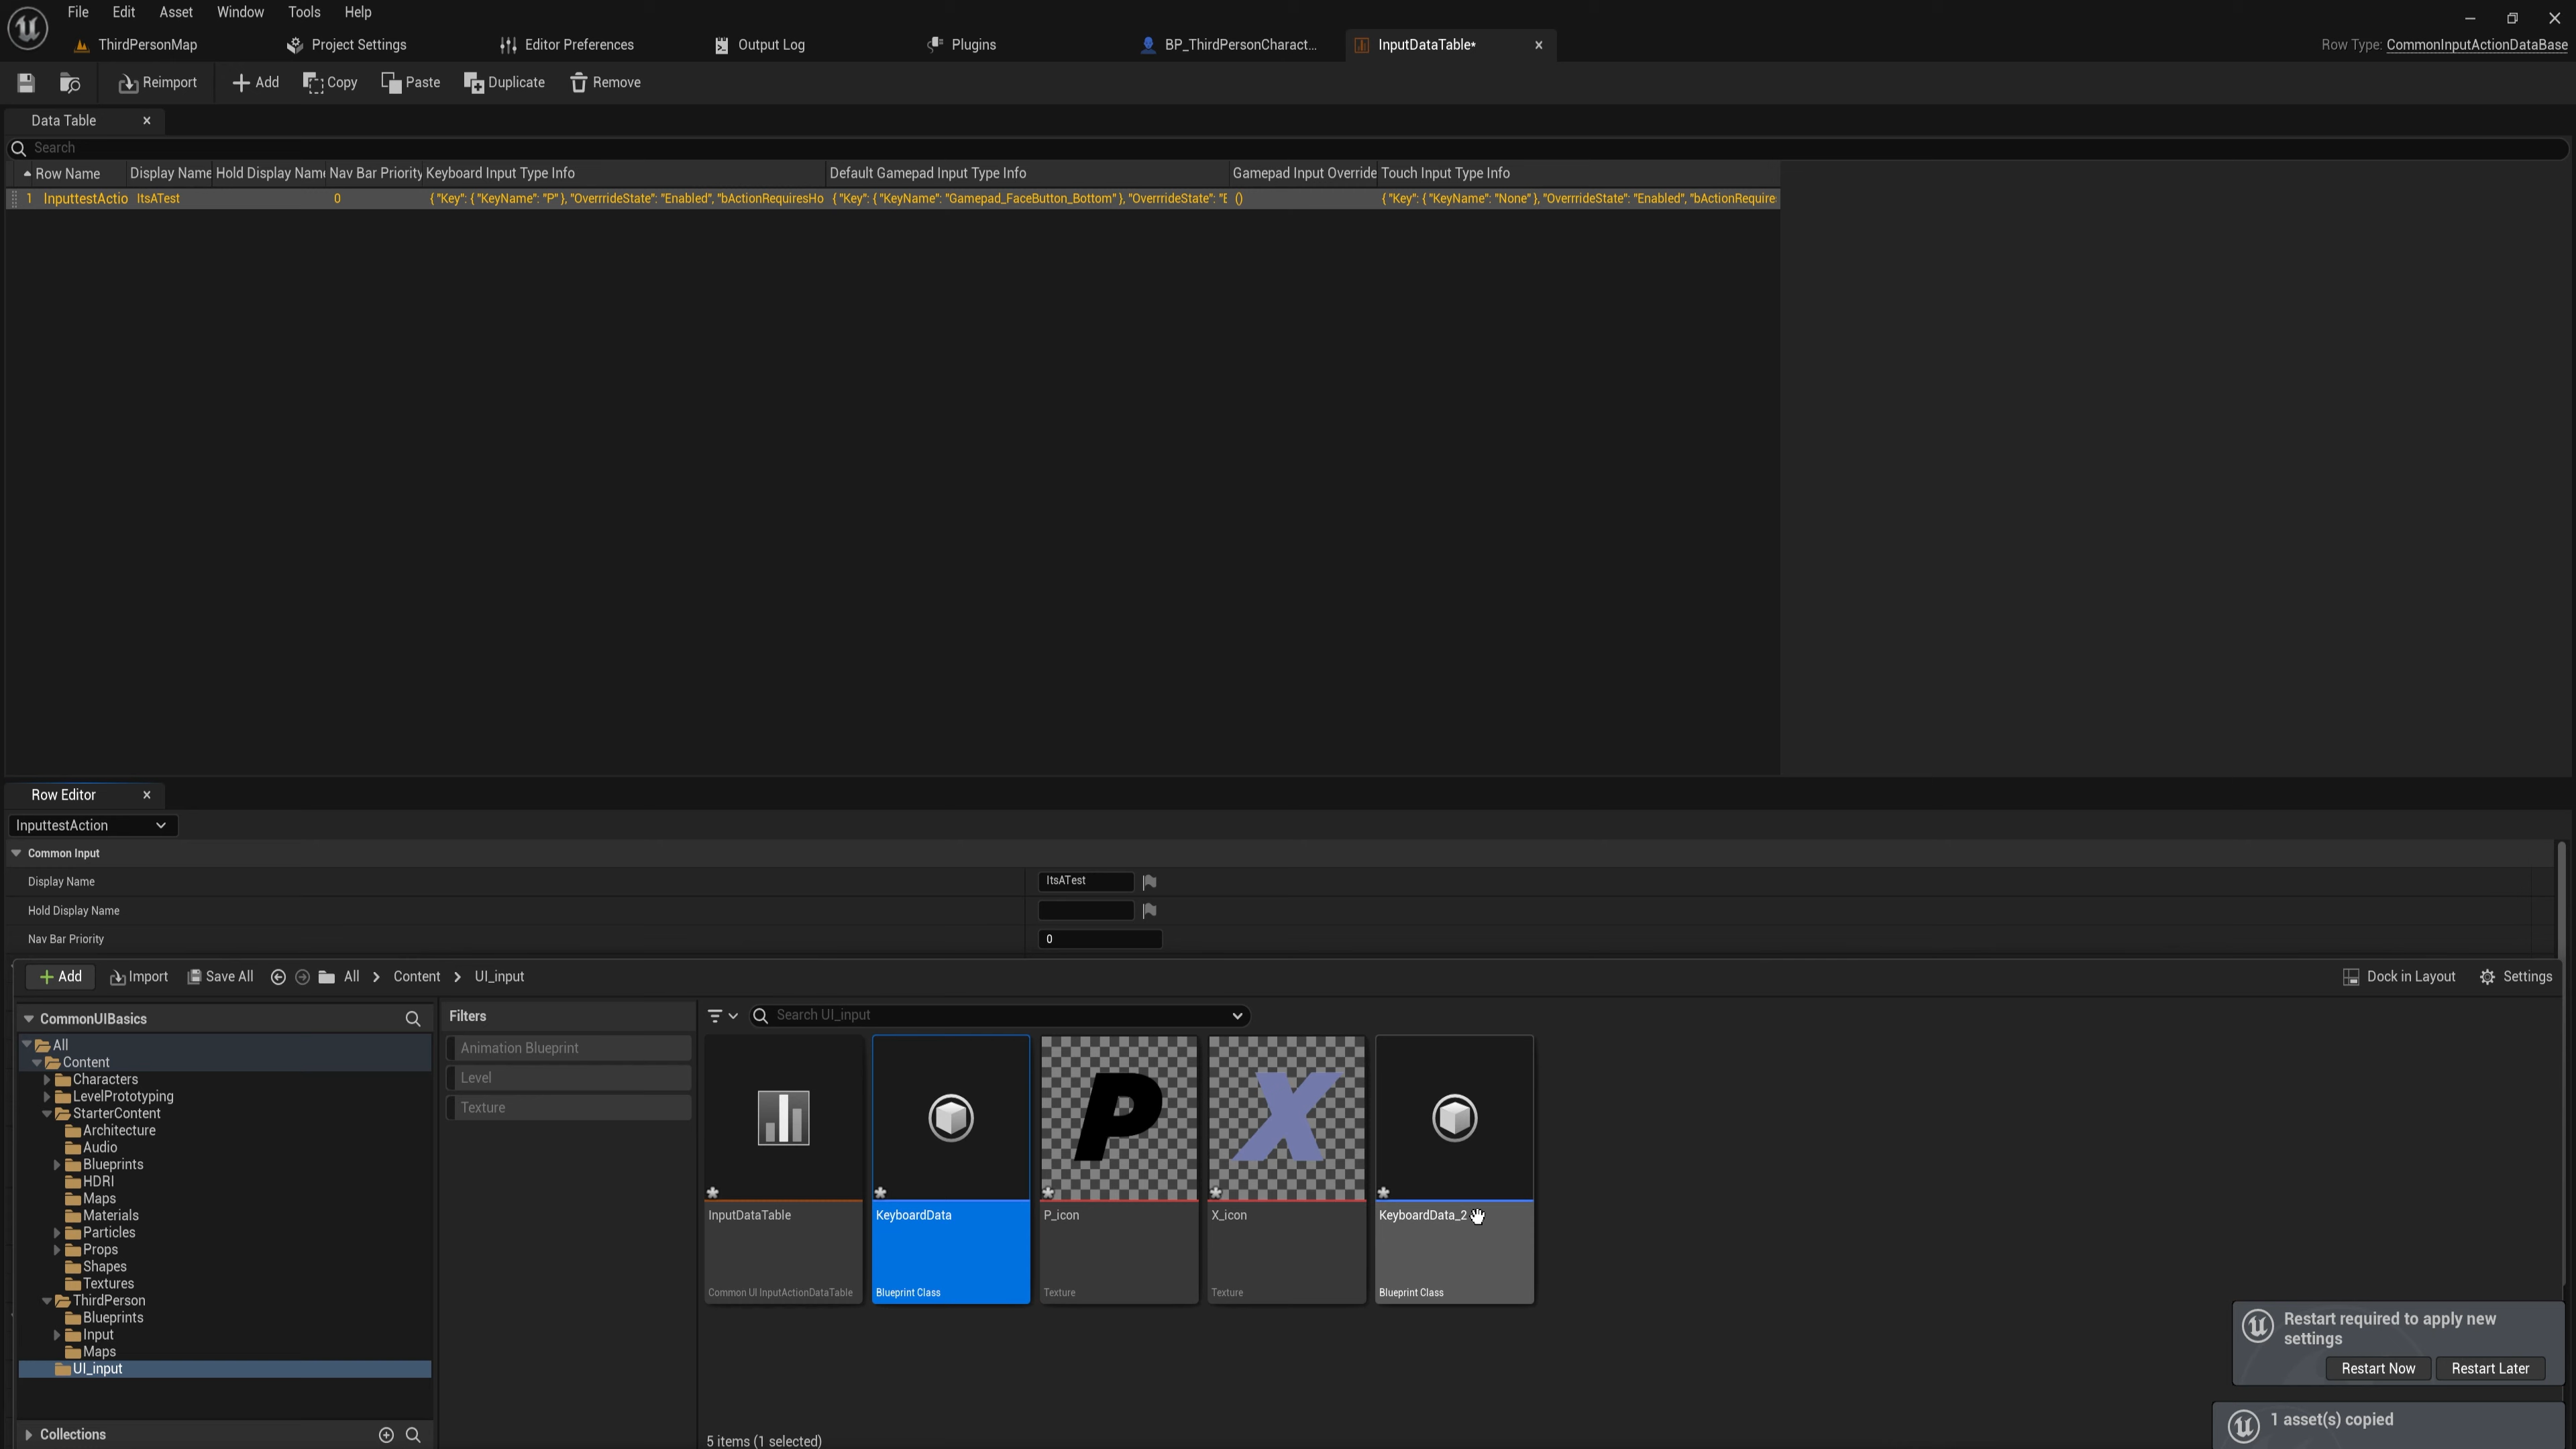 File Edit Asset Window Tools Help
ThirdPersonMap Project Settings Editor Preferences Output Log Plugins BP_ThirdPersonCharact... InputDataTable* Row Type: CommonInputActionDataBase
Reimport Add Copy Paste Duplicate Remove
Data Table
Search
Row Name Display Name Hold Display Nam Nav Bar Priority Keyboard Input Type Info Default Gamepad Input Type Info Gamepad Input Override Touch Input Type Info
1 InputtestActio ItsATest 0 { "Key": { "KeyName": "P" }, "OverrrideState": "Enabled", "bActionRequiresHo { "Key": { "KeyName": "Gamepad_FaceButton_Bottom" }, "OverrrideState": "E () { "Key": { "KeyName": "None" }, "OverrrideState": "Enabled", "bActionRequire
Row Editor
InputtestAction
Common Input
Display Name ItsATest
Hold Display Name
Nav Bar Priority 0
Add Import Save All All Content UI_input Dock in Layout Settings
CommonUIBasics
All
Content
Characters
LevelPrototyping
StarterContent
Architecture
Audio
Blueprints
HDRI
Maps
Materials
Particles
Props
Shapes
Textures
ThirdPerson
Blueprints
Input
Maps
UI_input
Collections
Filters
Animation Blueprint
Level
Texture
Search UI_input
P X
InputDataTable KeyboardData P_icon X_icon KeyboardData_2
Common UI InputActionDataTable Blueprint Class Texture Texture Blueprint Class
5 items (1 selected)
Restart required to apply new
settings
Restart Now Restart Later
1 asset(s) copied